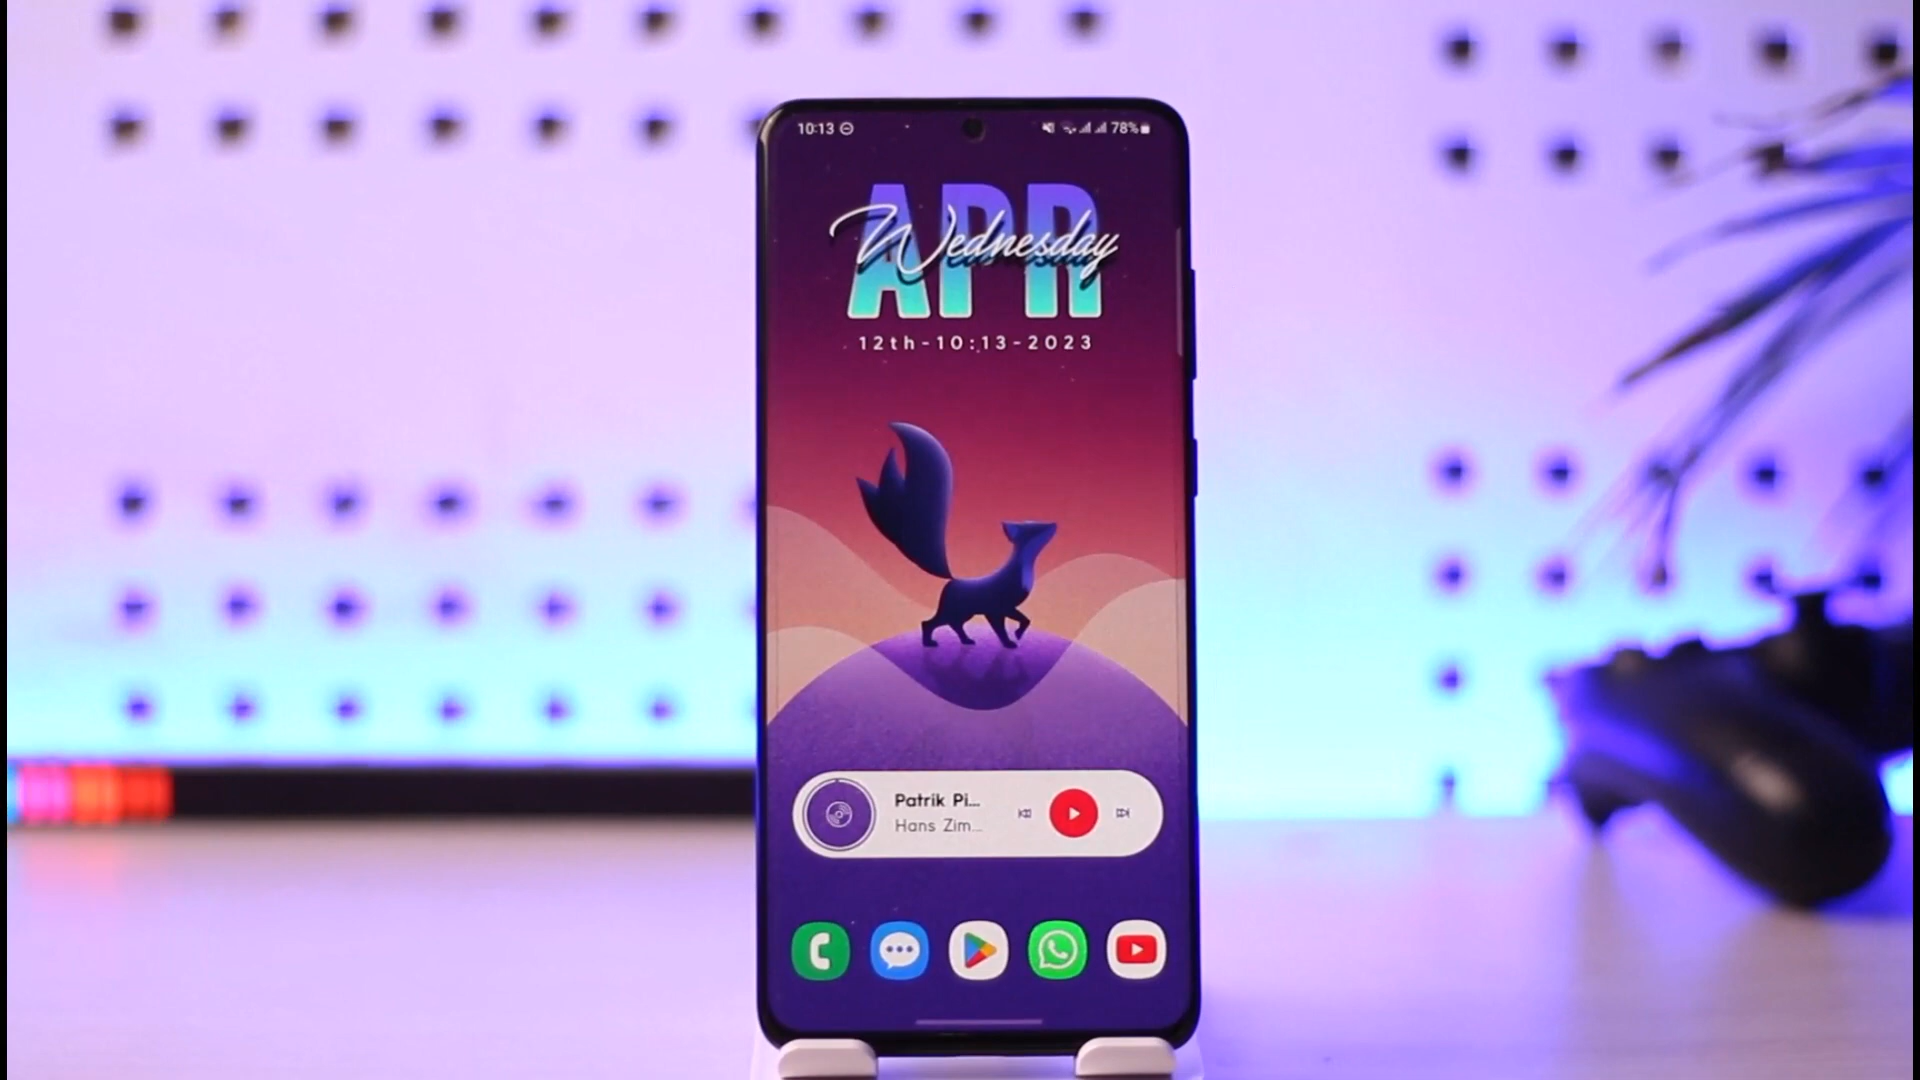 10:13 78%
APR
Wednesday
12th-10:13-2023
Patrik Pi...
Hans Zim...